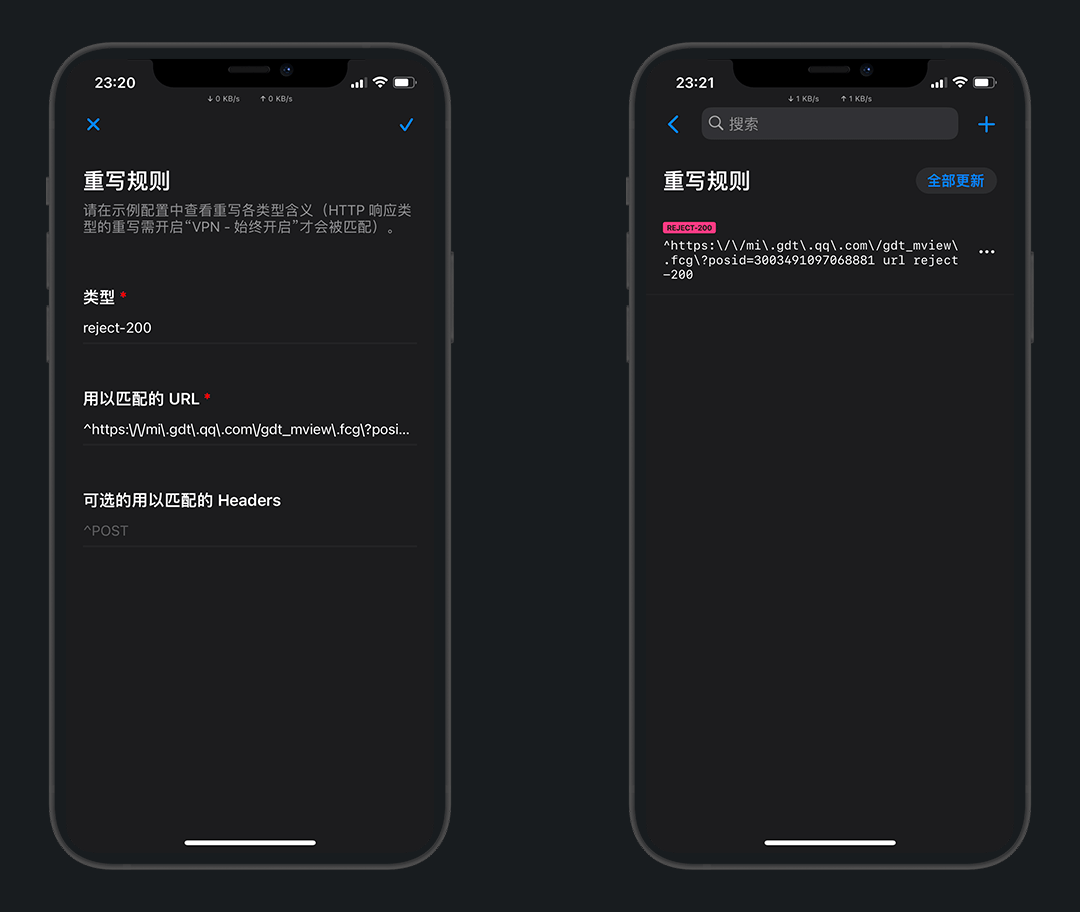 23:20
↓ 0 KB/s ↑ 0 KB/s
重写规则
请在示例配置中查看重写各类型含义（HTTP 响应类
型的重写需开启“VPN - 始终开启”才会被匹配）。
类型 *
reject-200
用以匹配的 URL *
^https:\/\/mi\.gdt\.qq\.com\/gdt_mview\.fcg\?posi...
可选的用以匹配的 Headers
^POST
23:21
↓ 1 KB/s ↑ 1 KB/s
搜索
重写规则
全部更新
REJECT-200
^https:\/\/mi\.gdt\.qq\.com\/gdt_mview\
.fcg\?posid=3003491097068881 url reject
-200